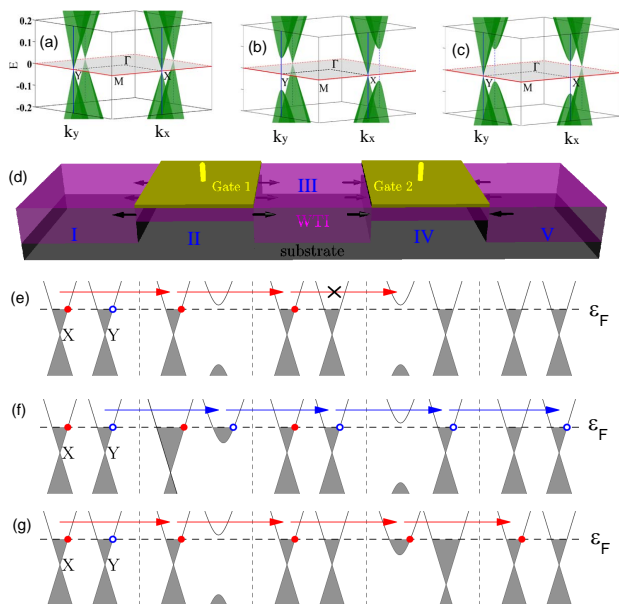 (a)
(b)
(c)
0.2
0.1
E
0
-0.1
-0.2
Γ
Y
X
M
Γ
Y
X
M
Γ
Y
X
M
ky
kx
ky
kx
ky
kx
(d)
Gate 1
III
Gate 2
I
II
IV
V
substrate
(e)
X
Y
εF
(f)
X
Y
εF
(g)
X
Y
εF